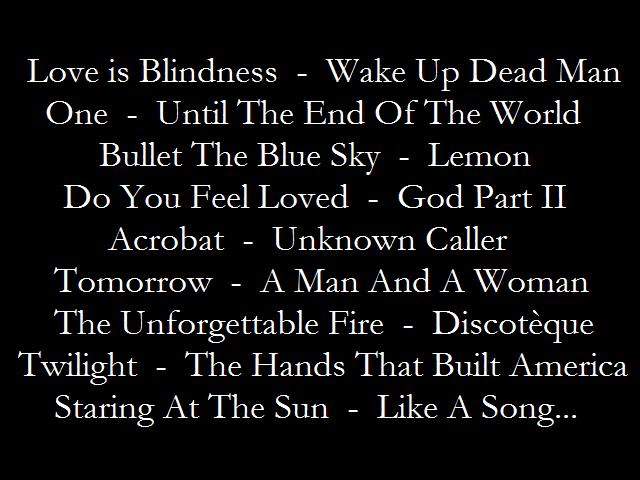 Love is Blindness - Wake Up Dead Man
One - Until The End Of The World
Bullet The Blue Sky - Lemon
Do You Feel Loved - God Part II
Acrobat - Unknown Caller
Tomorrow - A Man And A Woman
The Unforgettable Fire - Discotèque
Twilight - The Hands That Built America
Staring At The Sun - Like A Song...